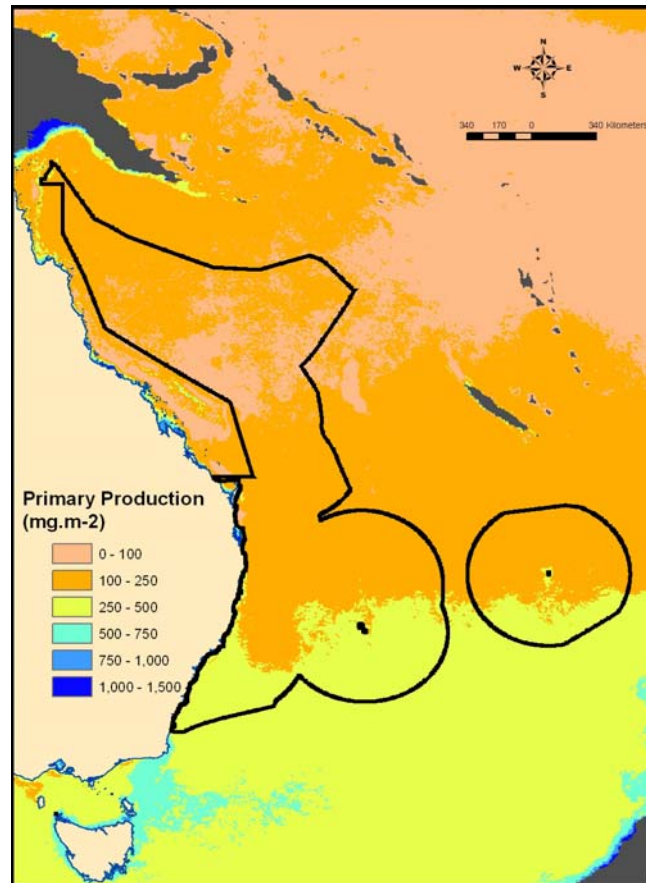 N
W E
S
340 170 0 340 Kilometers
Primary Production
(mg.m-2)
0 - 100
100 - 250
250 - 500
500 - 750
750 - 1,000
1,000 - 1,500